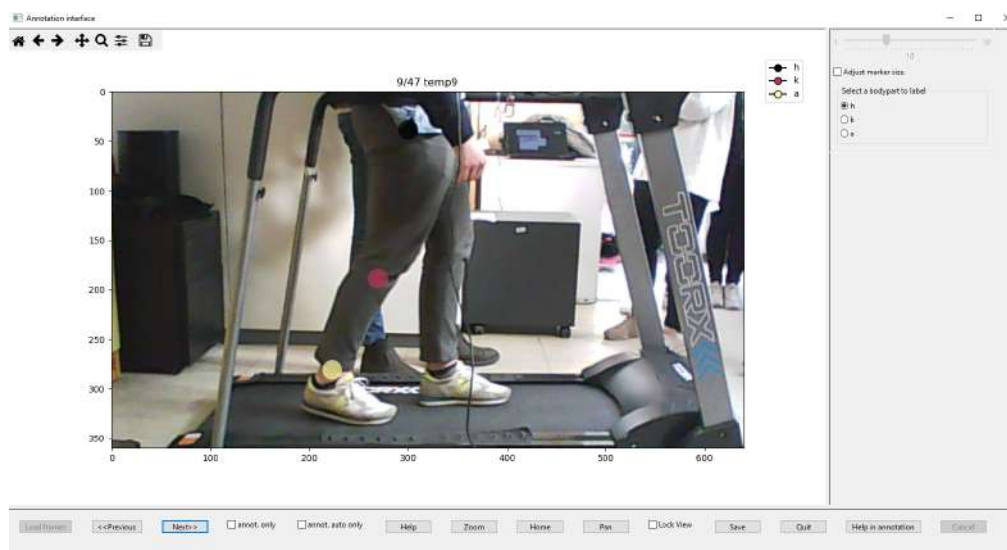 Annotation interface
9/47 temp9
h
k
a
10
Adjust marker size
Select a bodypart to label
h
k
a
0
50
100
150
200
250
300
350
0
100
200
300
400
500
600
TOORX
Load frames
<<Previous
Next>>
annot. only
annot. auto only
Help
Zoom
Home
Pan
Lock View
Save
Quit
Help in annotation
Cancel